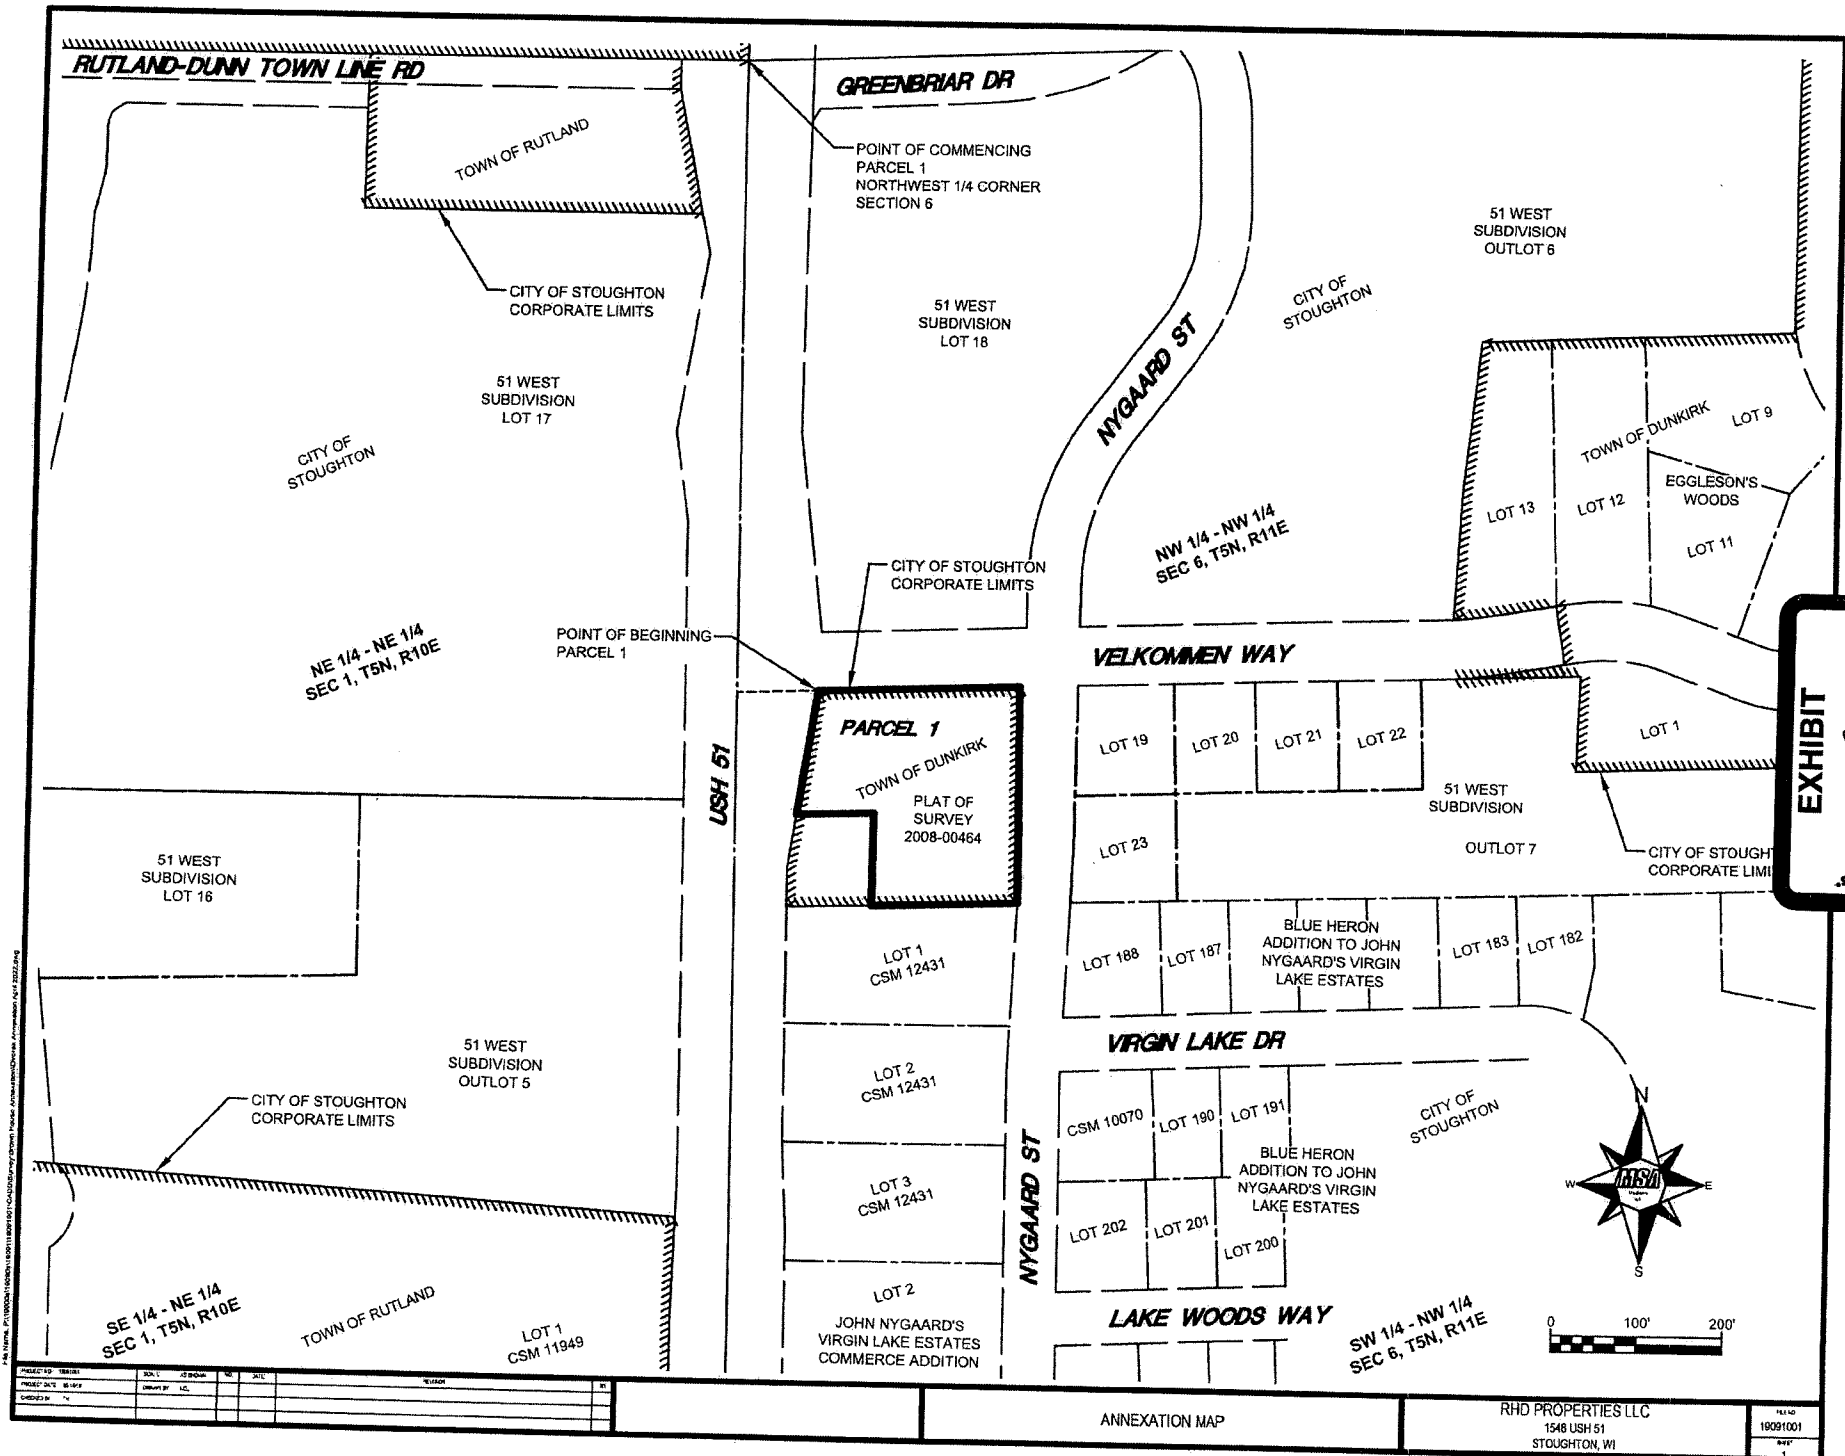 RUTLAND-DUNN TOWN LINE RD
GREENBRIAR DR
TOWN OF RUTLAND
POINT OF COMMENCING
PARCEL 1
NORTHWEST 1/4 CORNER
SECTION 6
51 WEST
SUBDIVISION
OUTLOT 6
CITY OF STOUGHTON
CORPORATE LIMITS
CITY OF
STOUGHTON
51 WEST
SUBDIVISION
LOT 18
NYGAARD ST
51 WEST
SUBDIVISION
LOT 17
CITY OF
STOUGHTON
TOWN OF DUNKIRK
LOT 9
EGGLESON'S
WOODS
LOT 13
LOT 12
LOT 11
NW 1/4 - NW 1/4
SEC 6, T5N, R11E
CITY OF STOUGHTON
CORPORATE LIMITS
NE 1/4 - NE 1/4
SEC 1, T5N, R10E
POINT OF BEGINNING
PARCEL 1
VELKOMMEN WAY
EXHIBIT
PARCEL 1
TOWN OF DUNKIRK
PLAT OF
SURVEY
2008-00464
USH 51
LOT 19
LOT 20
LOT 21
LOT 22
LOT 1
51 WEST
SUBDIVISION
OUTLOT 7
LOT 23
CITY OF STOUGHT
CORPORATE LIMI
51 WEST
SUBDIVISION
LOT 16
LOT 1
CSM 12431
LOT 188
LOT 187
BLUE HERON
ADDITION TO JOHN
NYGAARD'S VIRGIN
LAKE ESTATES
LOT 183
LOT 182
VIRGIN LAKE DR
51 WEST
SUBDIVISION
OUTLOT 5
LOT 2
CSM 12431
CITY OF STOUGHTON
CORPORATE LIMITS
CSM 10070
LOT 190
LOT 191
CITY OF
STOUGHTON
BLUE HERON
ADDITION TO JOHN
NYGAARD'S VIRGIN
LAKE ESTATES
LOT 3
CSM 12431
NYGAARD ST
LOT 202
LOT 201
LOT 200
N
W
MSA
E
S
SE 1/4 - NE 1/4
SEC 1, T5N, R10E
TOWN OF RUTLAND
LOT 1
CSM 11949
LOT 2
JOHN NYGAARD'S
VIRGIN LAKE ESTATES
COMMERCE ADDITION
LAKE WOODS WAY
SW 1/4 - NW 1/4
SEC 6, T5N, R11E
0 100' 200'
ANNEXATION MAP
RHD PROPERTIES LLC
1548 USH 51
STOUGHTON, WI
19091001
1